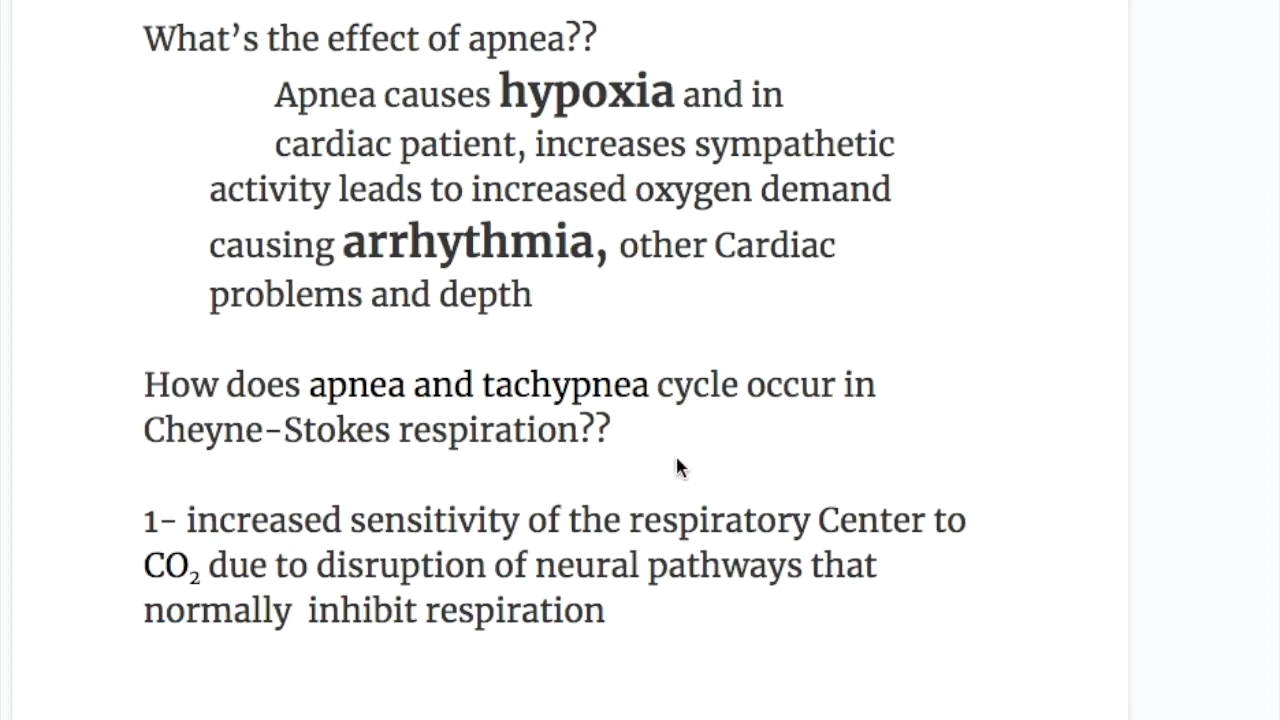 What’s the effect of apnea??
Apnea causes hypoxia and in
cardiac patient, increases sympathetic
activity leads to increased oxygen demand
causing arrhythmia, other Cardiac
problems and depth
How does apnea and tachypnea cycle occur in
Cheyne-Stokes respiration??
1- increased sensitivity of the respiratory Center to
CO₂ due to disruption of neural pathways that
normally  inhibit respiration